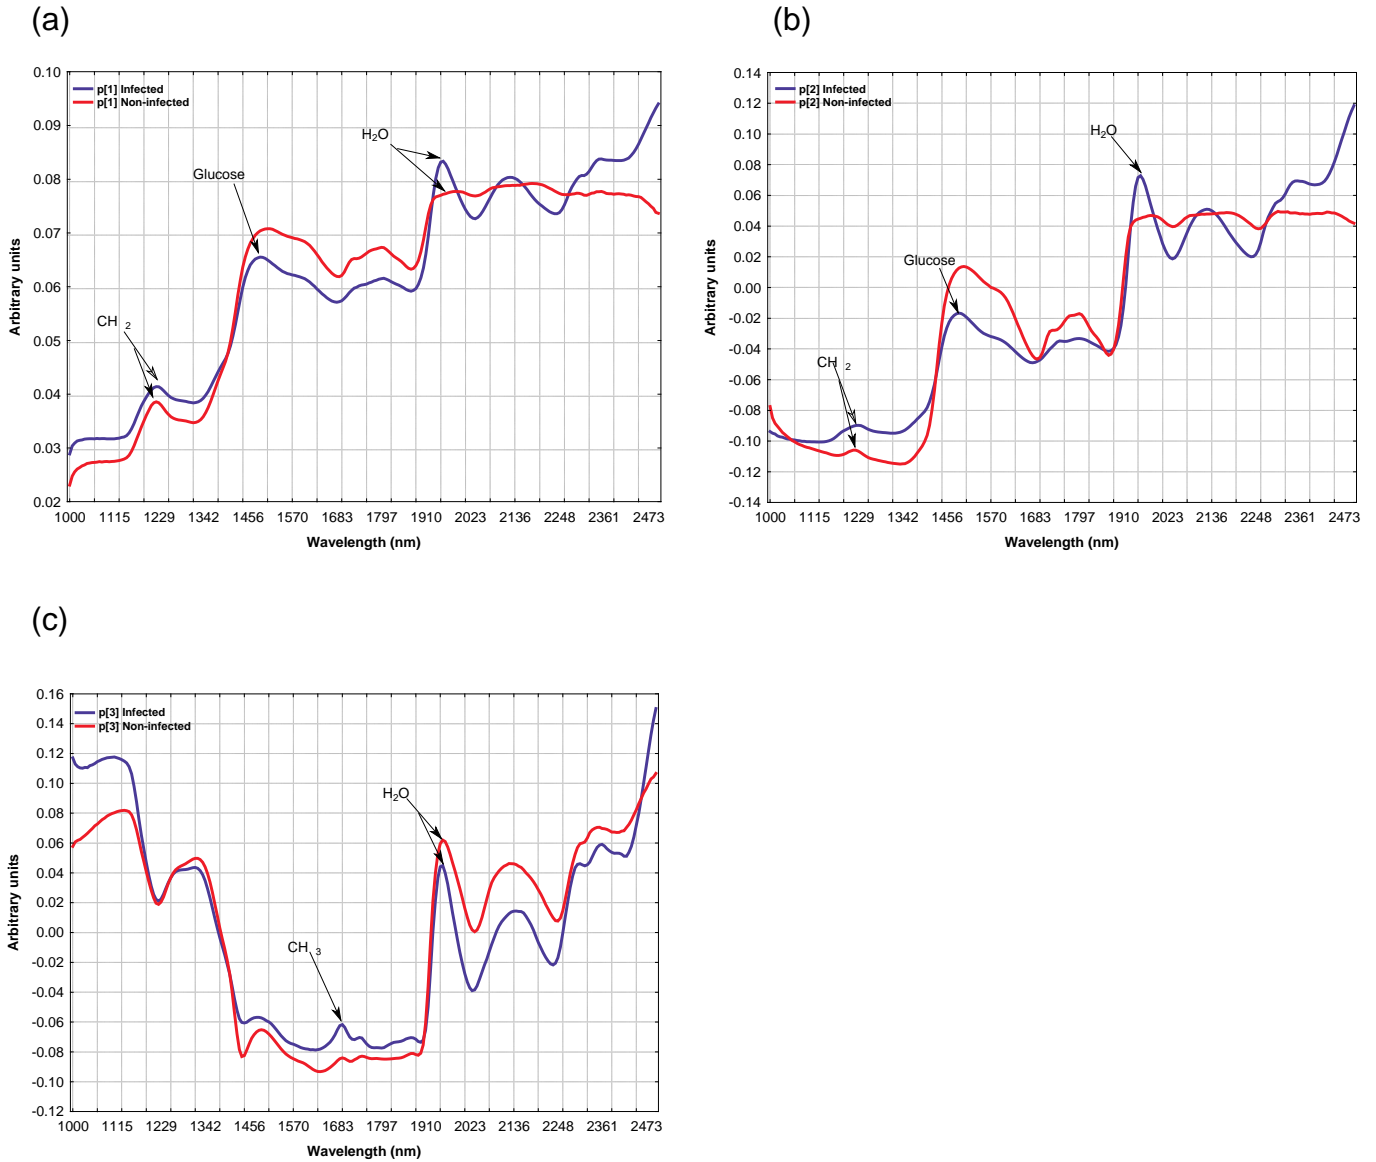 (a)
0.10
0.09
0.08
0.07
0.06
0.05
0.04
0.03
0.02
Arbitrary units
p[1] Infected
p[1] Non-infected
H₂O
Glucose
CH 2
1000 1115 1229 1342 1456 1570 1683 1797 1910 2023 2136 2248 2361 2473
Wavelength (nm)
(b)
0.14
0.12
0.10
0.08
0.06
0.04
0.02
0.00
-0.02
-0.04
-0.06
-0.08
-0.10
-0.12
-0.14
Arbitrary units
p[2] Infected
p[2] Non-infected
H₂O
Glucose
CH 2
1000 1115 1229 1342 1456 1570 1683 1797 1910 2023 2136 2248 2361 2473
Wavelength (nm)
(c)
0.16
0.14
0.12
0.10
0.08
0.06
0.04
0.02
0.00
-0.02
-0.04
-0.06
-0.08
-0.10
-0.12
Arbitrary units
p[3] Infected
p[3] Non-infected
H₂O
CH 3
1000 1115 1229 1342 1456 1570 1683 1797 1910 2023 2136 2248 2361 2473
Wavelength (nm)